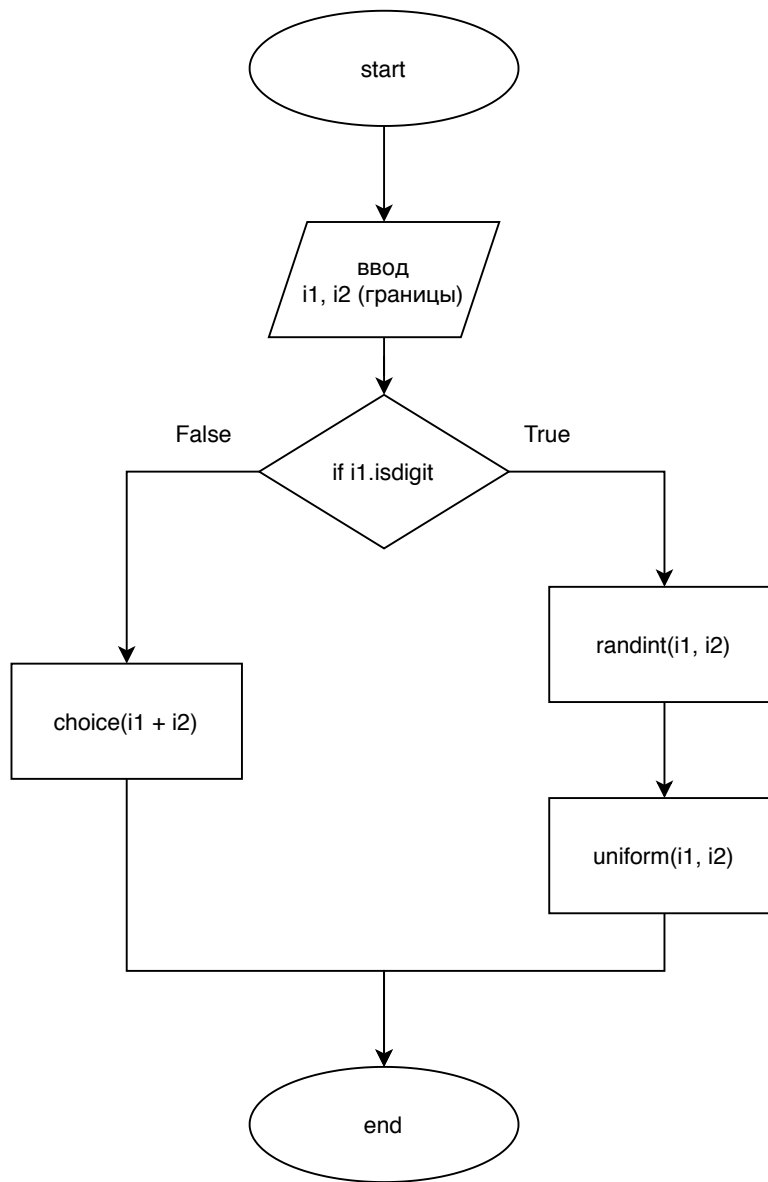 start
ввод
i1, i2 (границы)
False
True
if i1.isdigit
randint(i1, i2)
choice(i1 + i2)
uniform(i1, i2)
end